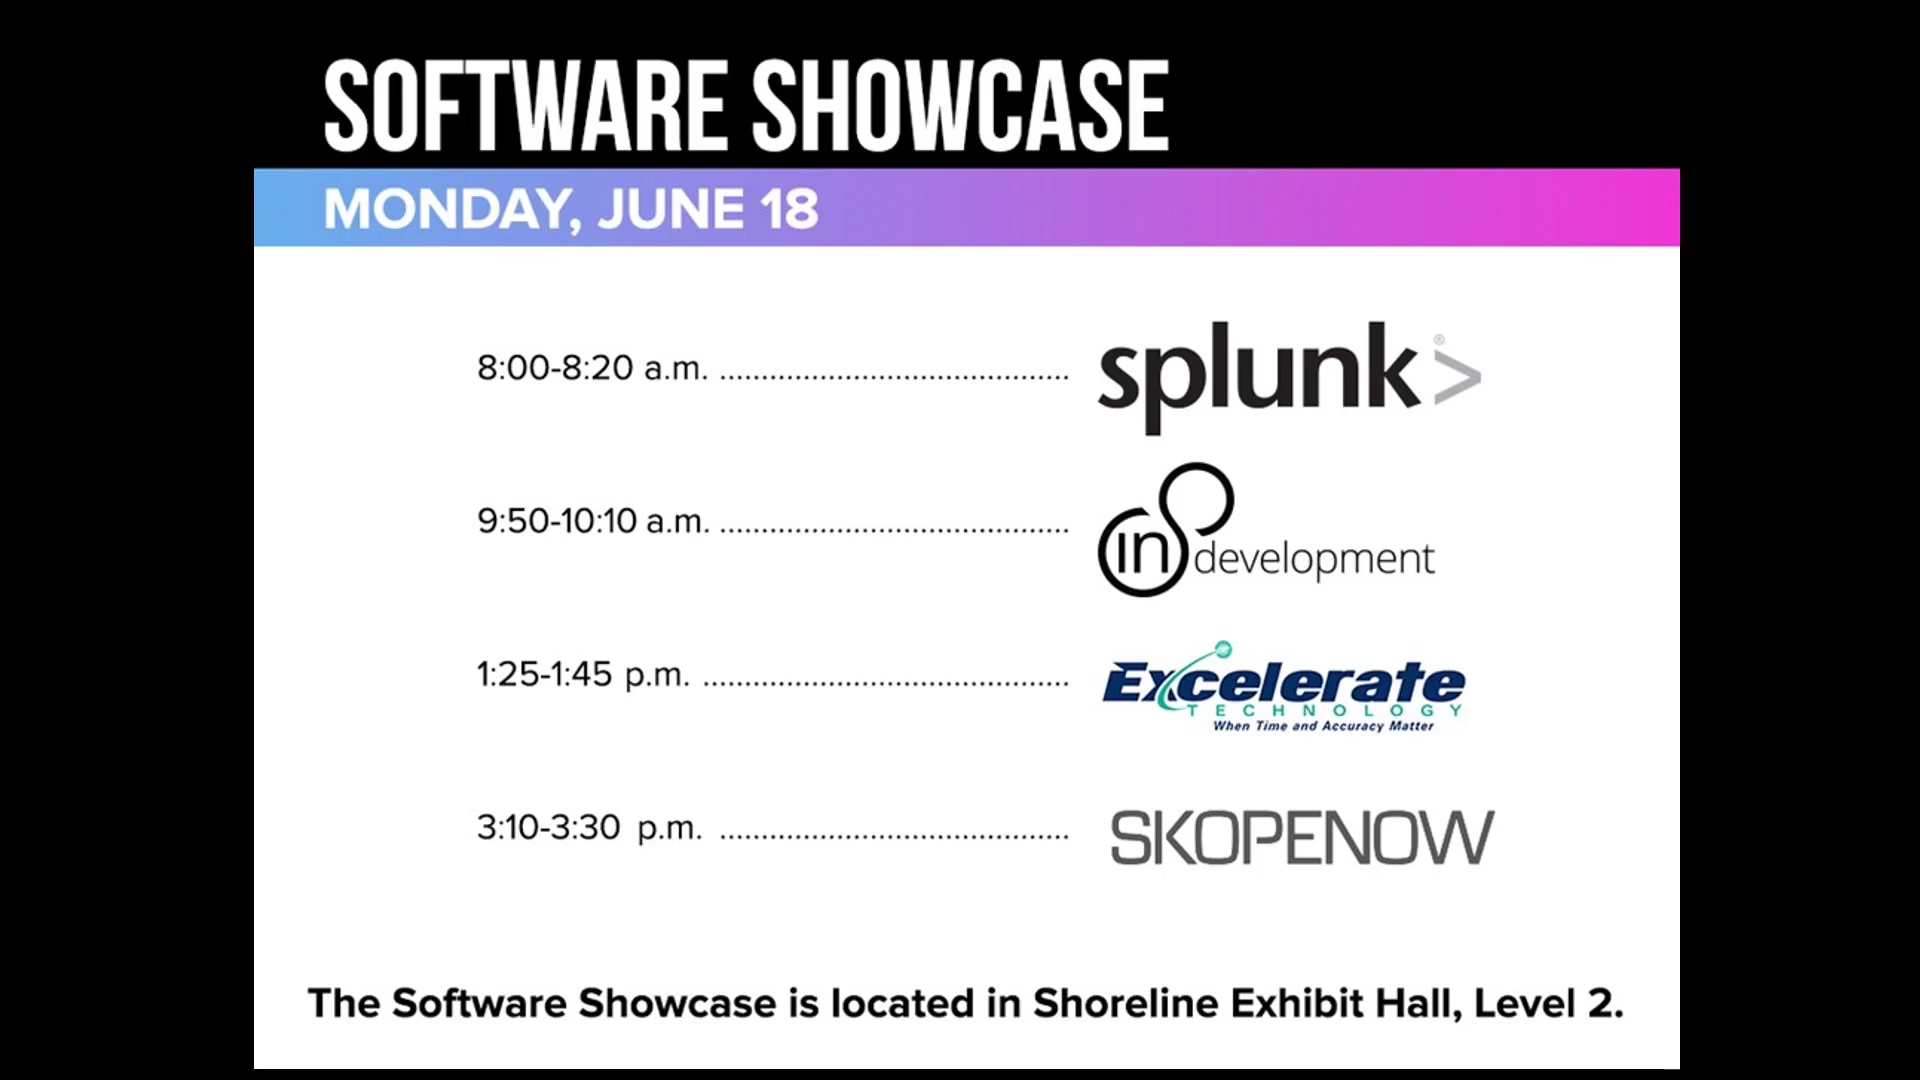 SOFTWARE SHOWCASE
MONDAY, JUNE 18
8:00-8:20 a.m. .......................................... splunk>®
9:50-10:10 a.m. .......................................... in development
1:25-1:45 p.m. ............................................ Excelerate
TECHNOLOGY
When Time and Accuracy Matter
3:10-3:30 p.m. .......................................... SKOPENOW
The Software Showcase is located in Shoreline Exhibit Hall, Level 2.